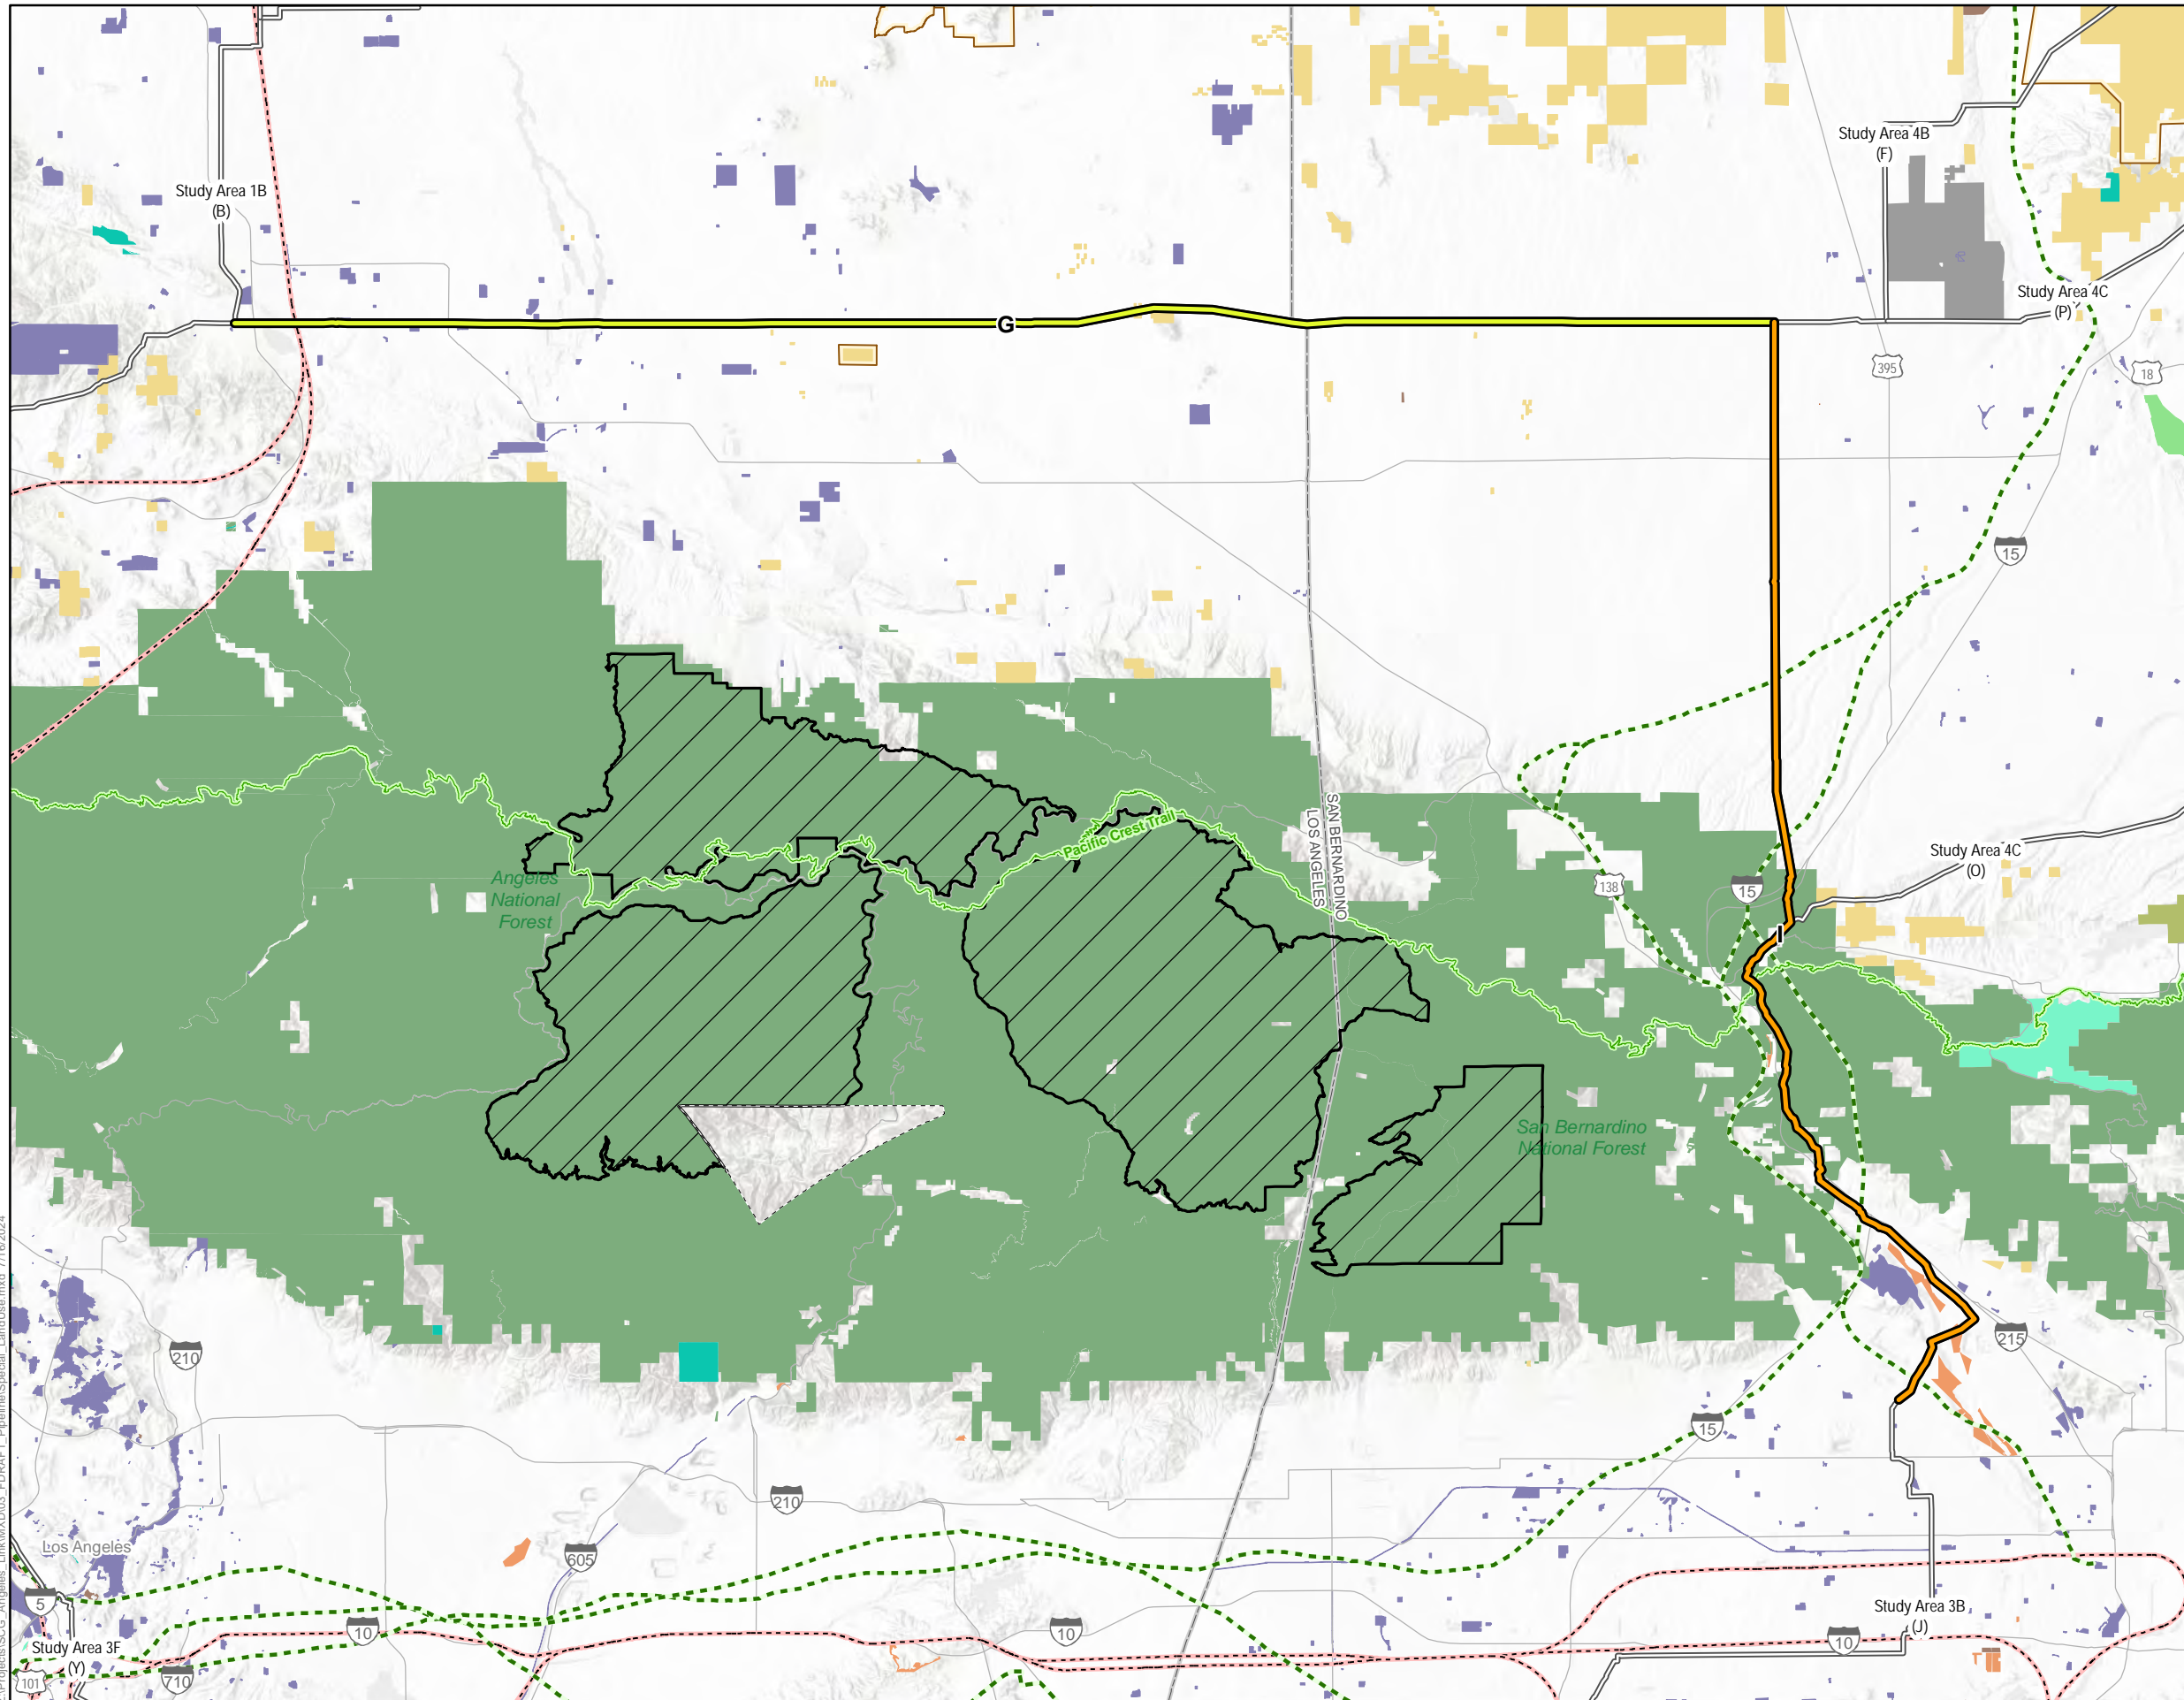 Study Area 4B
(F)
Study Area 1B
(B)
Study Area 4C
(P)
G
395
18
15
Pacific Crest Trail
SAN BERNARDINO
LOS ANGELES
Study Area 4C
(O)
Angeles
National
Forest
138
15
I
San Bernardino
National Forest
210
215
15
210
Los Angeles
605
5
10
10
10
Study Area 3B
(J)
Study Area 3F
(Y)
101
710